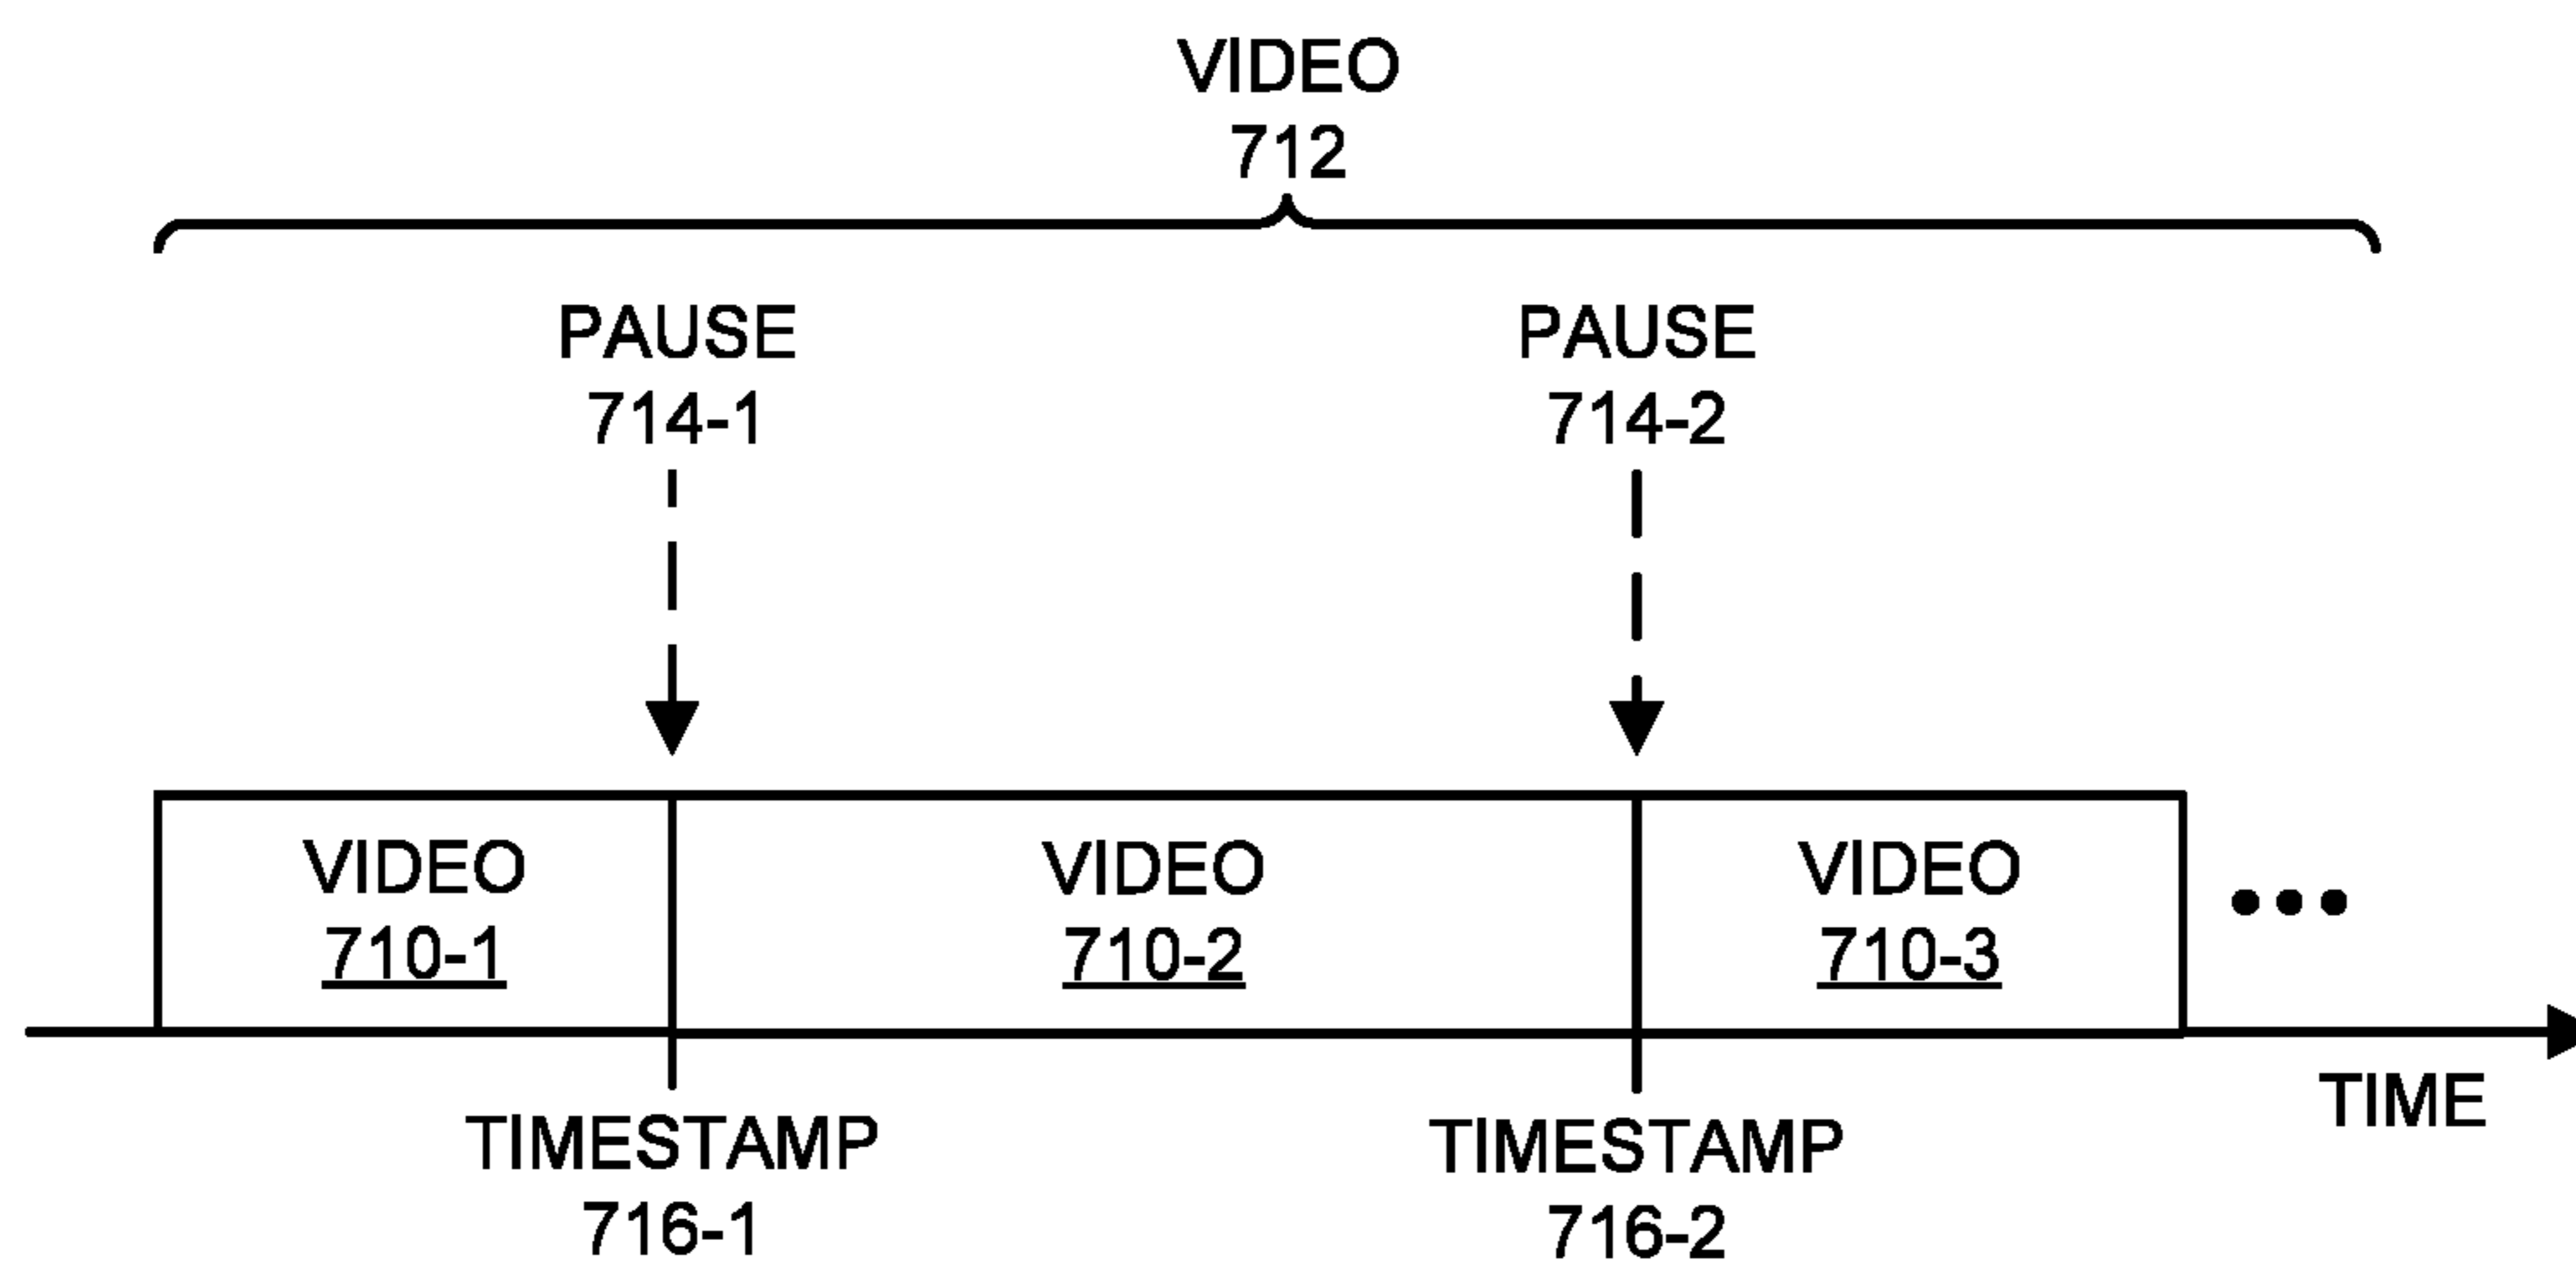 VIDEO
712
PAUSE
714-1
PAUSE
714-2
VIDEO
710-1
VIDEO
710-2
VIDEO
710-3
•••
TIME
TIMESTAMP
716-1
TIMESTAMP
716-2